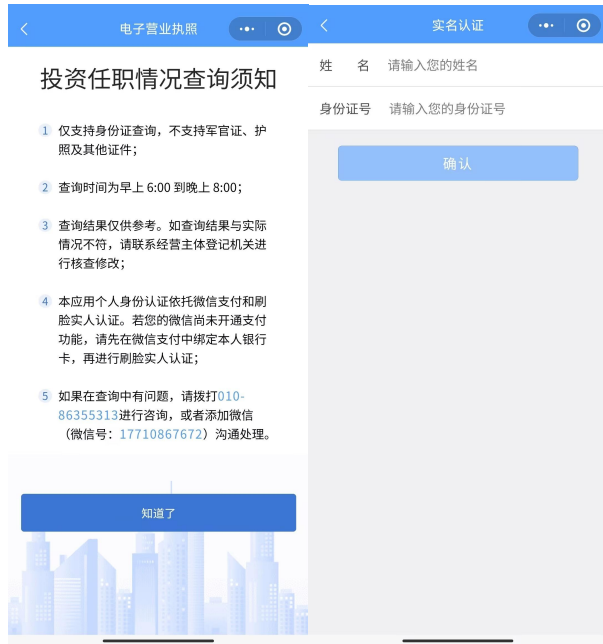 电子营业执照
投资任职情况查询须知
1 仅支持身份证查询，不支持军官证、护
照及其他证件；
2 查询时间为早上 6:00 到晚上 8:00；
3 查询结果仅供参考。如查询结果与实际
情况不符，请联系经营主体登记机关进
行核查修改；
4 本应用个人身份认证依托微信支付和刷
脸实人认证。若您的微信尚未开通支付
功能，请先在微信支付中绑定本人银行
卡，再进行刷脸实人认证；
5 如果在查询中有问题，请拨打010-
86355313进行咨询，或者添加微信
（微信号：17710867672）沟通处理。
知道了
实名认证
姓 名 请输入您的姓名
身份证号 请输入您的身份证号
确认